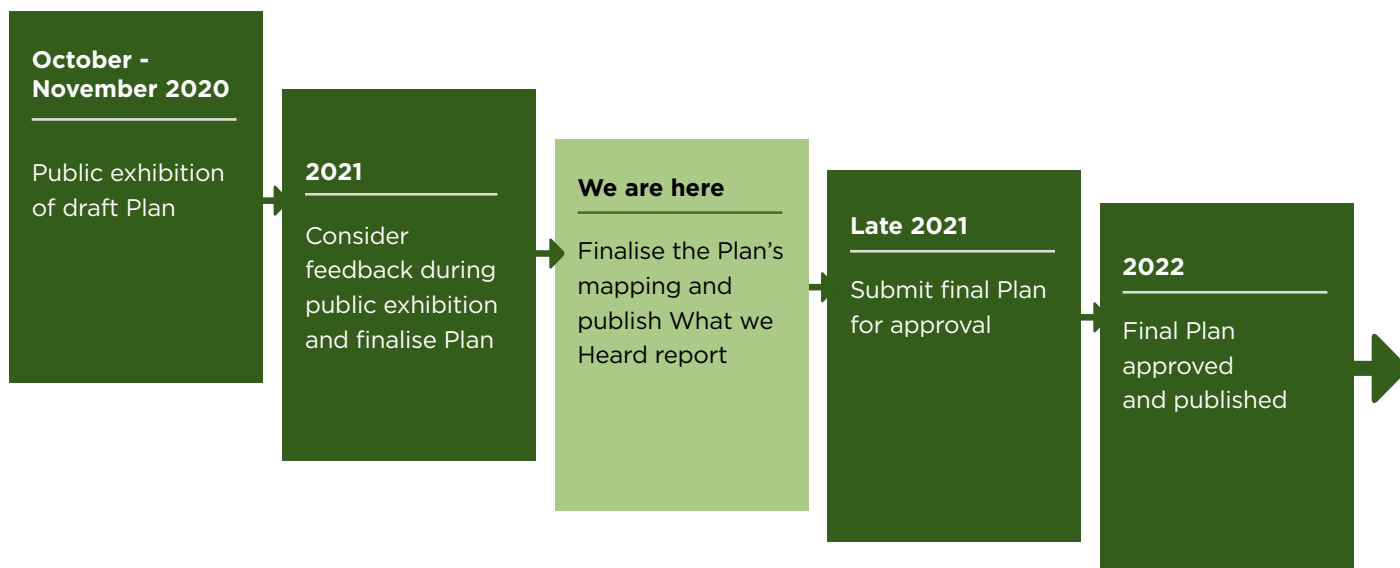 October -
November 2020
Public exhibition
of draft Plan
2021
Consider
feedback during
public exhibition
and finalise Plan
We are here
Finalise the Plan’s
mapping and
publish What we
Heard report
Late 2021
Submit final Plan
for approval
2022
Final Plan
approved
and published